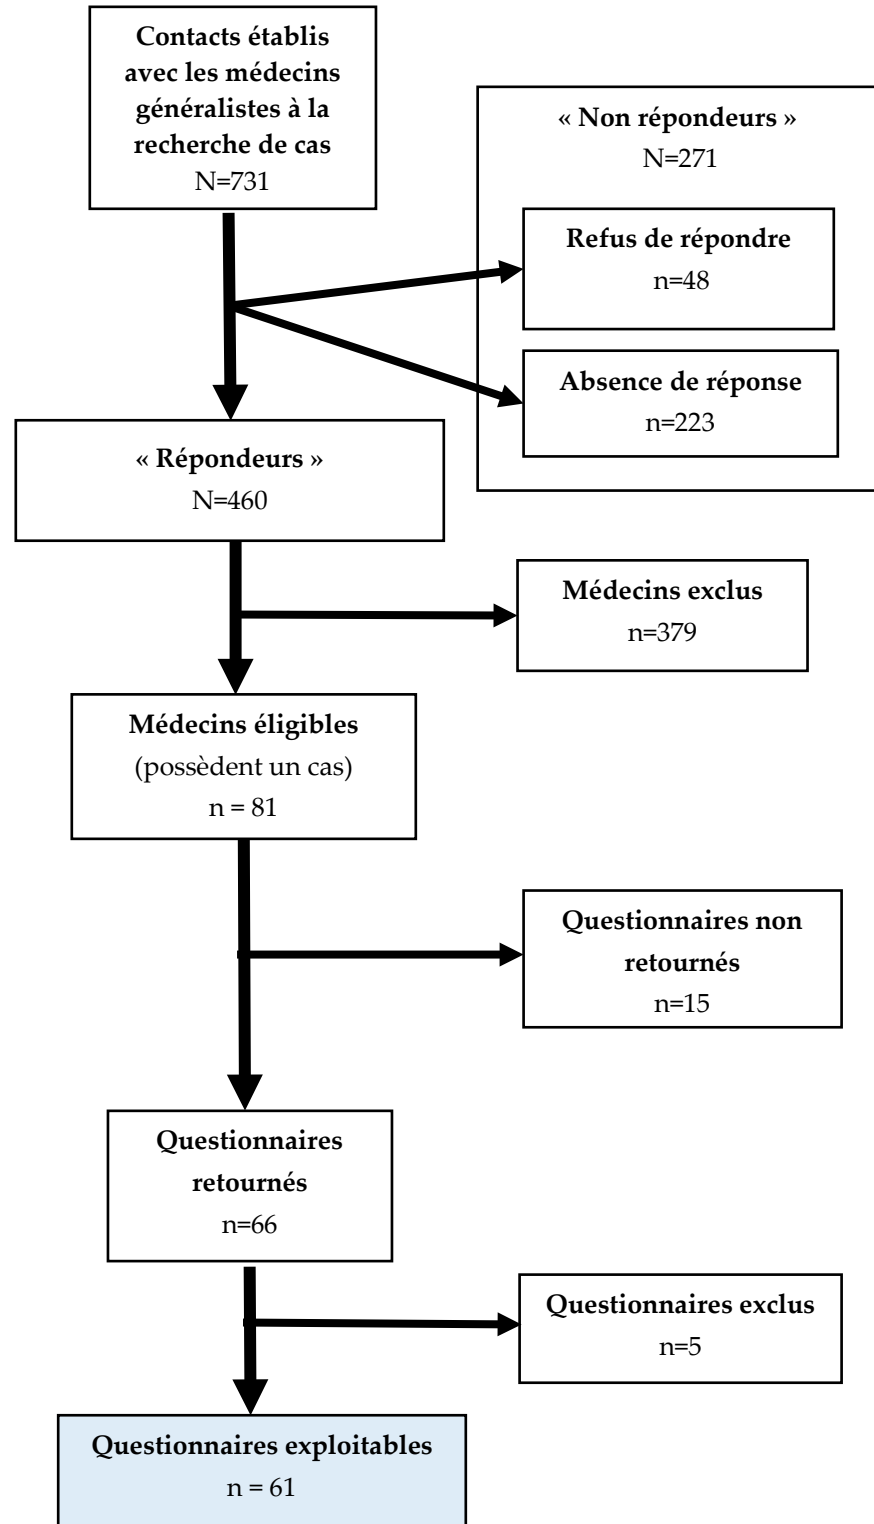 Contacts établis
avec les médecins
généralistes à la
recherche de cas
N=731
« Non répondeurs »
N=271
Refus de répondre
n=48
Absence de réponse
n=223
« Répondeurs »
N=460
Médecins exclus
n=379
Médecins éligibles
(possèdent un cas)
n = 81
Questionnaires non
retournés
n=15
Questionnaires
retournés
n=66
Questionnaires exclus
n=5
Questionnaires exploitables
n = 61